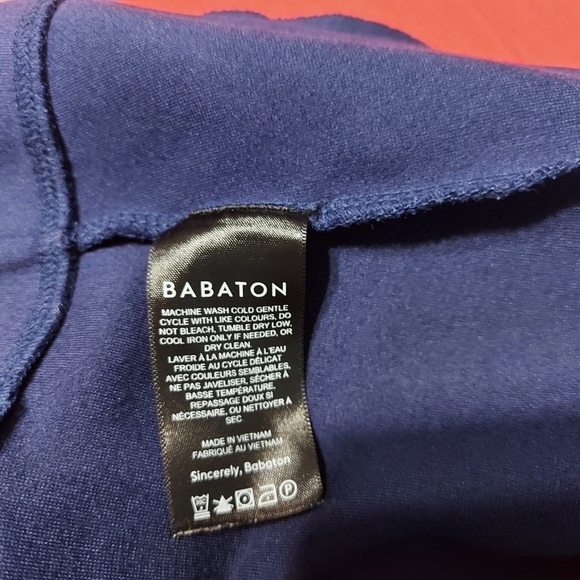 BABATON
MACHINE WASH COLD GENTLE
CYCLE WITH LIKE COLOURS, DO
NOT BLEACH, TUMBLE DRY LOW,
COOL IRON ONLY IF NEEDED, OR
DRY CLEAN.
LAVER À LA MACHINE À L'EAU
FROIDE AU CYCLE DÉLICAT
AVEC COULEURS SEMBLABLES,
NE PAS JAVELISER, SÉCHER À
BASSE TEMPÉRATURE,
REPASSAGE DOUX SI
NÉCESSAIRE, OU NETTOYER À
SEC
MADE IN VIETNAM
FABRIQUÉ AU VIETNAM
Sincerely, Babaton
P